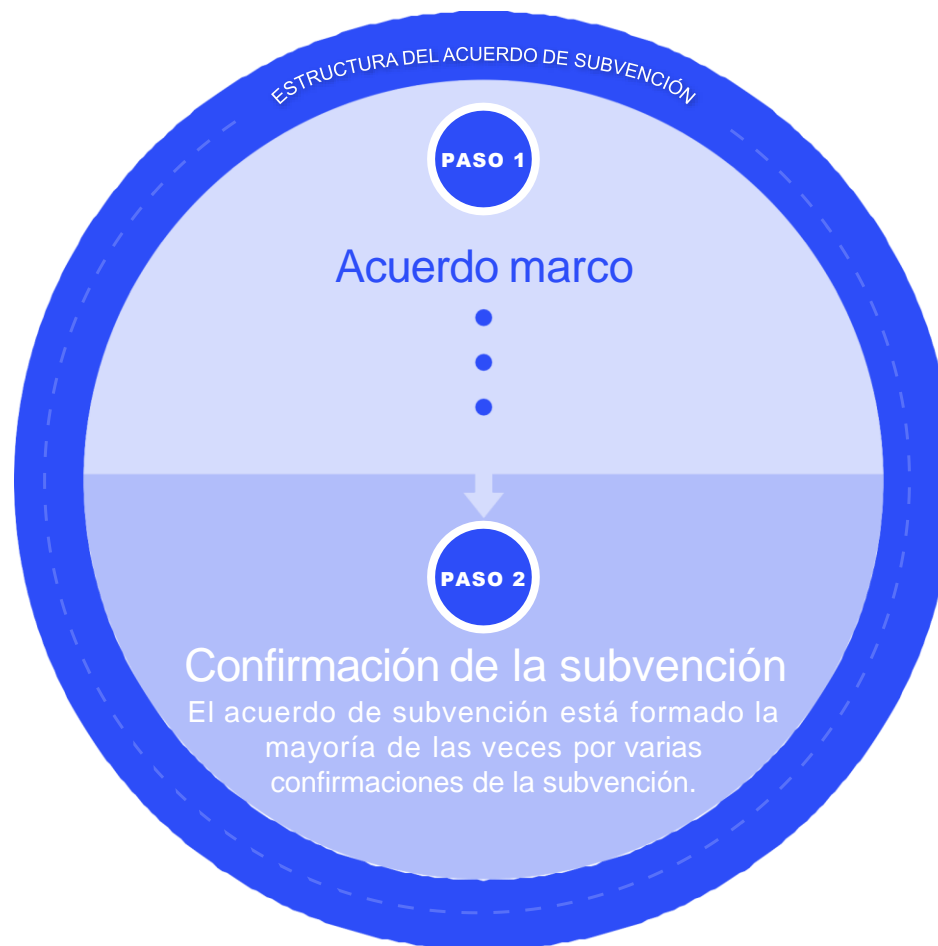 ESTRUCTURA DEL ACUERDO DE SUBVENCIÓN
PASO 1
Acuerdo marco
PASO 2
Confirmación de la subvención
El acuerdo de subvención está formado la
mayoría de las veces por varias
confirmaciones de la subvención.